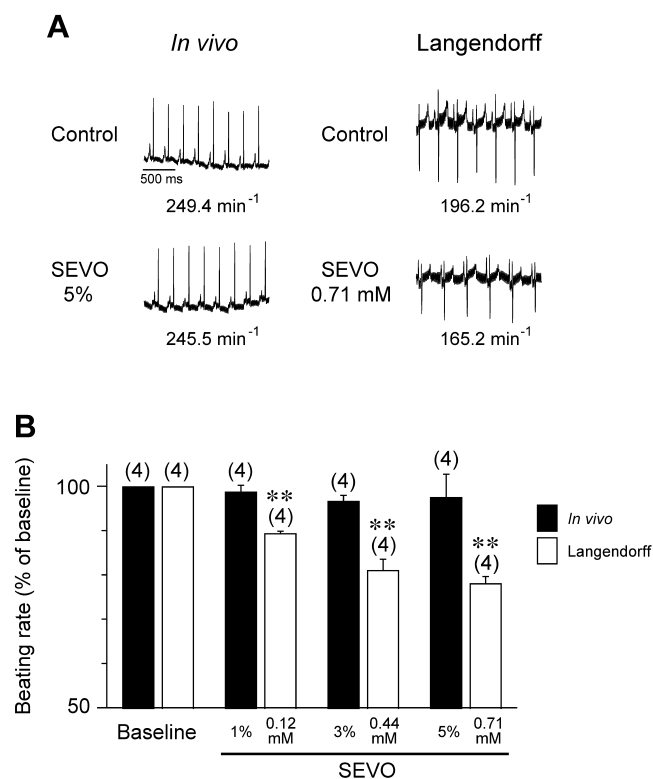 A
In vivo
Langendorff
Control
Control
500 ms
249.4 min-1
196.2 min-1
SEVO
5%
SEVO
0.71 mM
245.5 min-1
165.2 min-1
B
Beating rate (% of baseline)
100
50
(4)
(4)
(4)
**
(4)
(4)
**
(4)
(4)
**
(4)
In vivo
Langendorff
Baseline
1%
0.12
mM
3%
0.44
mM
5%
0.71
mM
SEVO